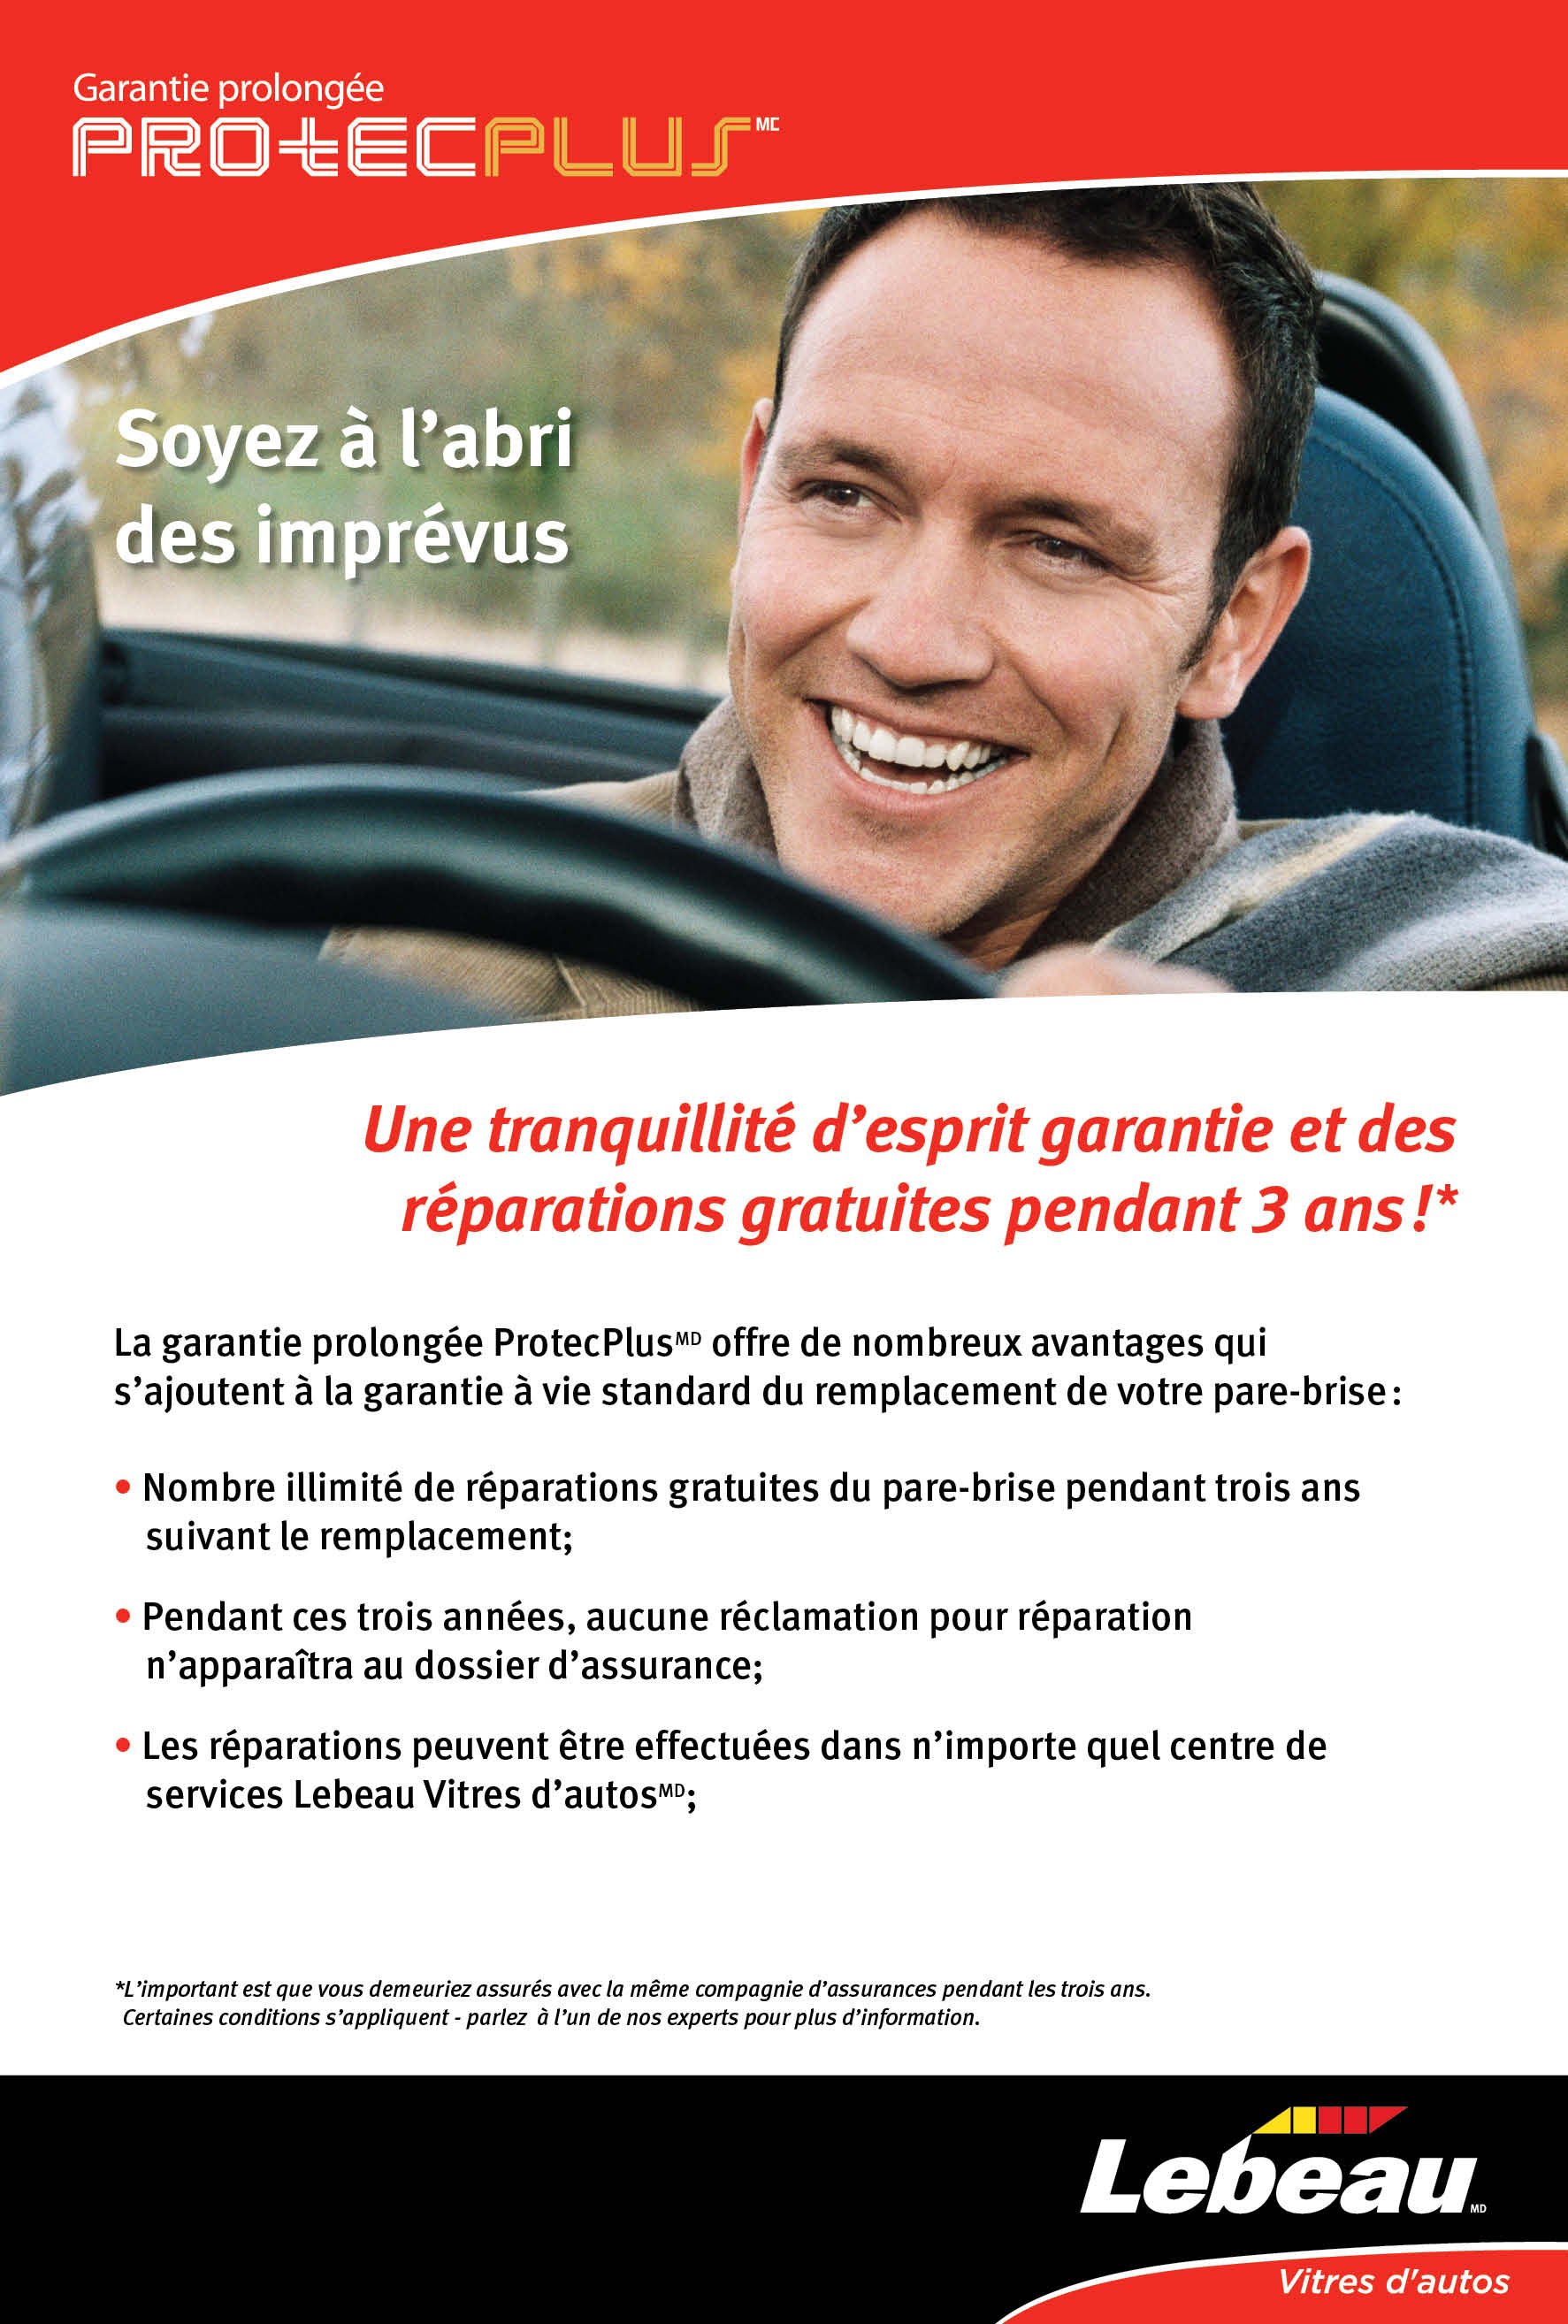 Garantie prolongée
PROTECPLUS MC
Soyez à l’abri
des imprévus
Une tranquillité d’esprit garantie et des
réparations gratuites pendant 3 ans !*
La garantie prolongée ProtecPlusMD offre de nombreux avantages qui
s’ajoutent à la garantie à vie standard du remplacement de votre pare-brise :
• Nombre illimité de réparations gratuites du pare-brise pendant trois ans
suivant le remplacement;
• Pendant ces trois années, aucune réclamation pour réparation
n’apparaîtra au dossier d’assurance;
• Les réparations peuvent être effectuées dans n’importe quel centre de
services Lebeau Vitres d’autosMD;
*L’important est que vous demeuriez assurés avec la même compagnie d’assurances pendant les trois ans.
Certaines conditions s’appliquent - parlez à l’un de nos experts pour plus d’information.
Lebeau MD
Vitres d’autos